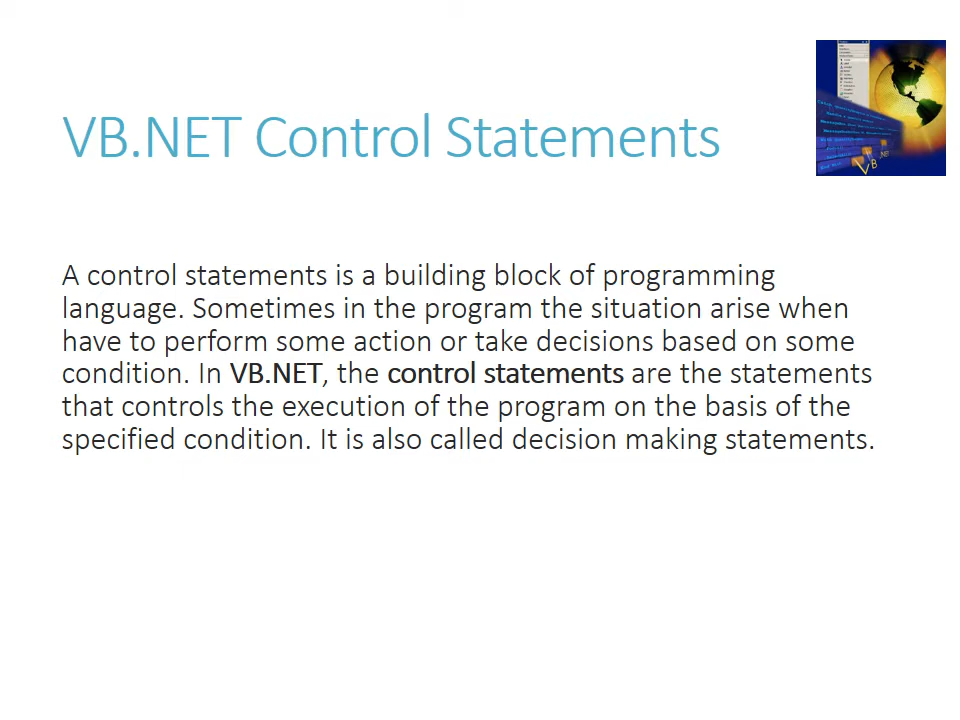 VB.NET Control Statements
A control statements is a building block of programming
language. Sometimes in the program the situation arise when
have to perform some action or take decisions based on some
condition. In VB.NET, the control statements are the statements
that controls the execution of the program on the basis of the
specified condition. It is also called decision making statements.
VB .NET